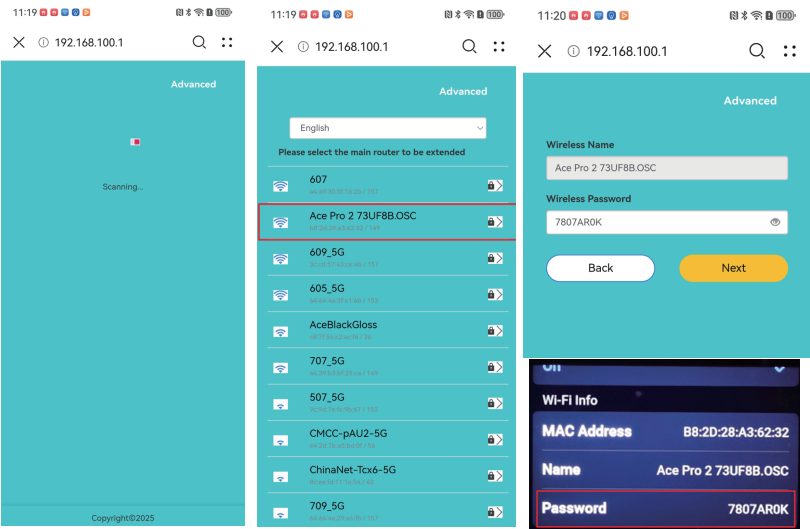 11:19
100
192.168.100.1
Advanced
Scanning...
Copyright©2025
11:19
100
192.168.100.1
Advanced
English
Please select the main router to be extended
607
Ace Pro 2 73UF8B.OSC
609_5G
605_5G
AceBlackGloss
707_5G
507_5G
CMCC-pAU2-5G
ChinaNet-Tcx6-5G
709_5G
11:20
100
192.168.100.1
Advanced
Wireless Name
Ace Pro 2 73UF8B.OSC
Wireless Password
7807AR0K
Back Next
Off
Wi-Fi Info
MAC Address B8:2D:28:A3:62:32
Name Ace Pro 2 73UF8B.OSC
Password 7807AR0K